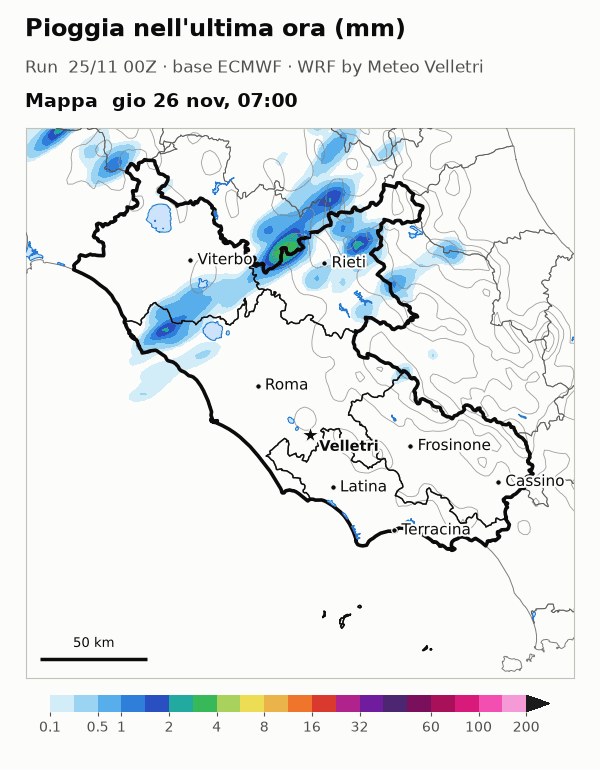 Pioggia nell'ultima ora (mm)
Run  25/11 00Z · base ECMWF · WRF by Meteo Velletri
Mappa  gio 26 nov, 07:00
Viterbo
Rieti
Roma
Velletri
Frosinone
Latina
Cassino
Terracina
50 km
0.1 0.5 1 2 4 8 16 32 60 100 200